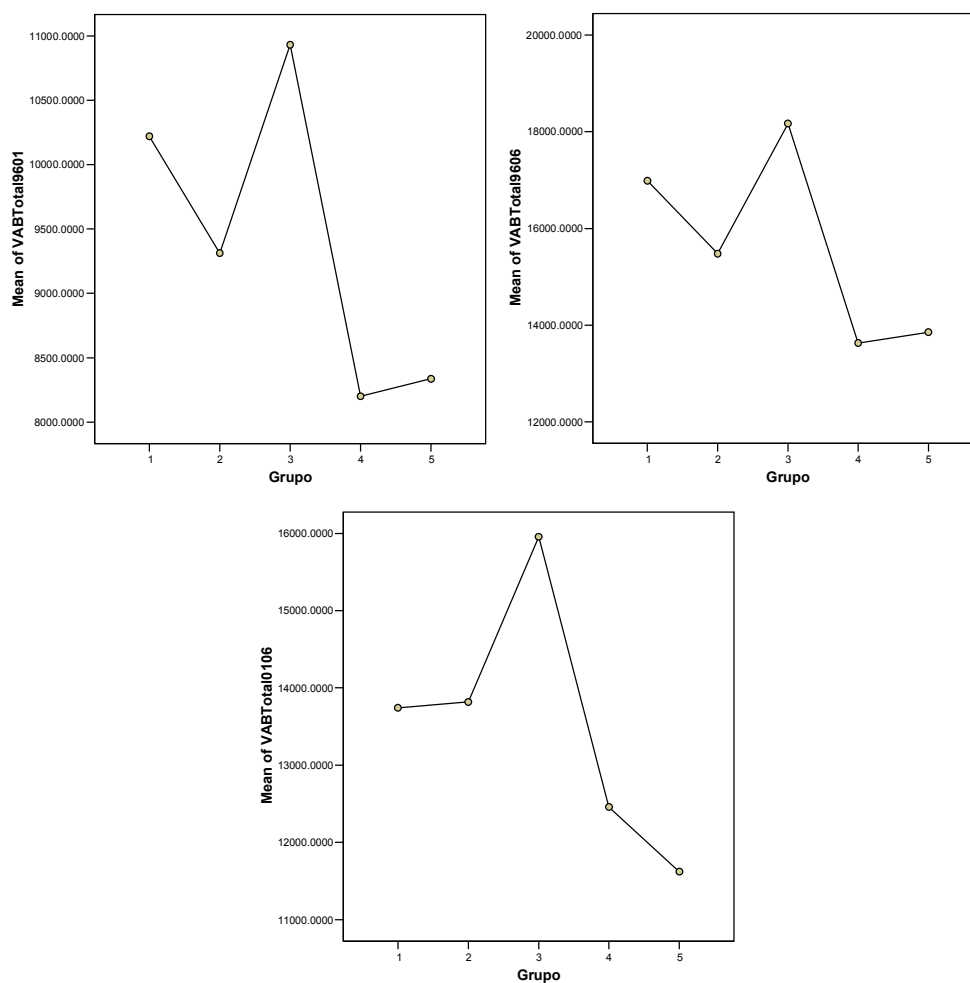 Mean of VABTotal9601
11000.0000
10500.0000
10000.0000
9500.0000
9000.0000
8500.0000
8000.0000
1 2 3 4 5
Grupo
Mean of VABTotal9606
20000.0000
18000.0000
16000.0000
14000.0000
12000.0000
1 2 3 4 5
Grupo
Mean of VABTotal0106
16000.0000
15000.0000
14000.0000
13000.0000
12000.0000
11000.0000
1 2 3 4 5
Grupo